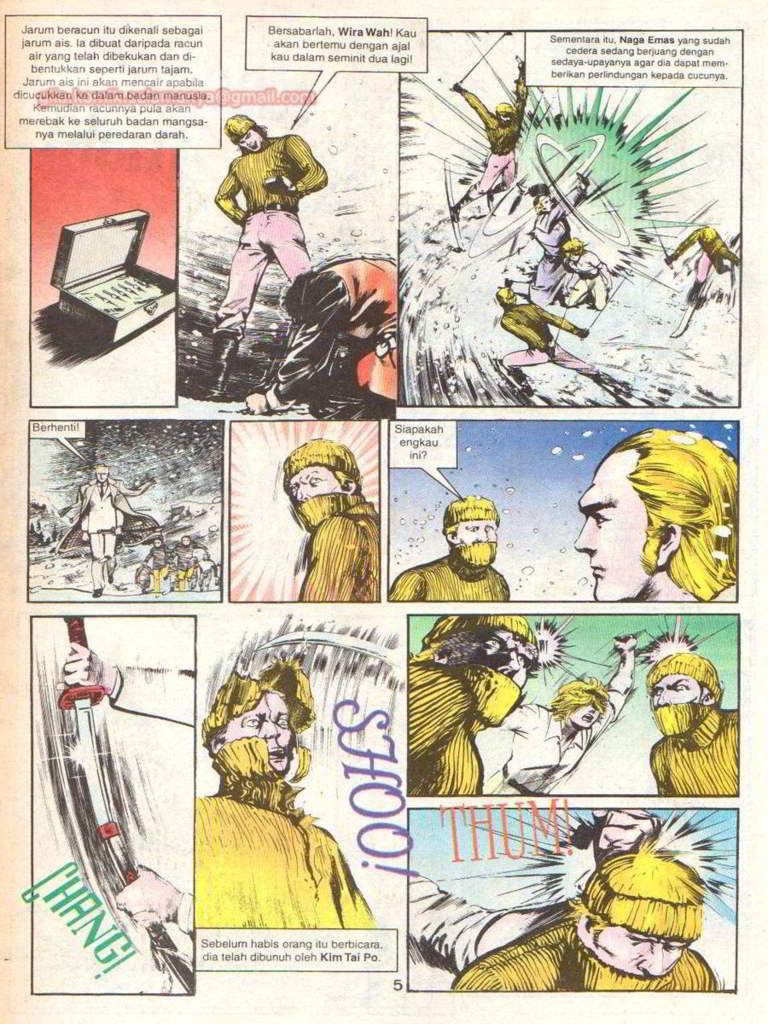 Jarum beracun itu dikenali sebagai
jarum ais. Ia dibuat daripada racun
air yang telah dibekukan dan di-
bentukkan seperti jarum tajam.
Jarum ais ini akan mencair apabila
dicucukkan ke dalam badan manusia.
Kemudian racunnya pula akan
merebak ke seluruh badan mangsa-
nya melalui peredaran darah.
@gmail.com
Bersabarlah, Wira Wah! Kau
akan bertemu dengan ajal
kau dalam seminit dua lagi!
Sementara itu, Naga Emas yang sudah
cedera sedang berjuang dengan
sedaya-upayanya agar dia dapat mem-
berikan perlindungan kepada cucunya.
Berhenti!
Siapakah
engkau
ini?
CHANG!
SHOO!
Sebelum habis orang itu berbicara,
dia telah dibunuh oleh Kim Tai Po.
THUM!
5